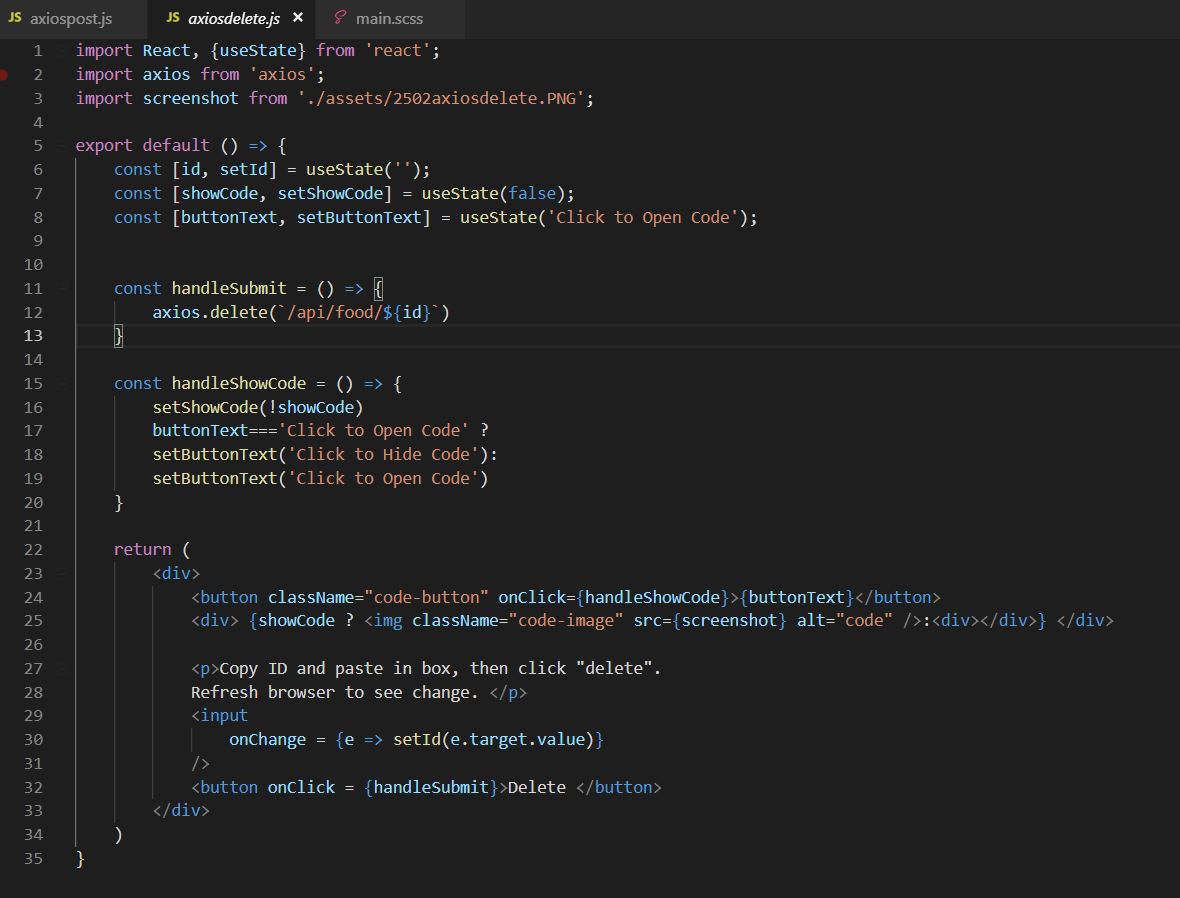 JS axiospost.js JS axiosdelete.js × main.scss
1 import React, {useState} from 'react';
2 import axios from 'axios';
3 import screenshot from './assets/2502axiosdelete.PNG';
4
5 export default () => {
6 const [id, setId] = useState('');
7 const [showCode, setShowCode] = useState(false);
8 const [buttonText, setButtonText] = useState('Click to Open Code');
9
10
11 const handleSubmit = () => {
12 axios.delete(`/api/food/${id}`)
13 }
14
15 const handleShowCode = () => {
16 setShowCode(!showCode)
17 buttonText==='Click to Open Code' ?
18 setButtonText('Click to Hide Code'):
19 setButtonText('Click to Open Code')
20 }
21
22 return (
23 <div>
24 <button className="code-button" onClick={handleShowCode}>{buttonText}</button>
25 <div> {showCode ? <img className="code-image" src={screenshot} alt="code" />:<div></div>} </div>
26
27 <p>Copy ID and paste in box, then click "delete".
28 Refresh browser to see change. </p>
29 <input
30 onChange = {e => setId(e.target.value)}
31 />
32 <button onClick = {handleSubmit}>Delete </button>
33 </div>
34 )
35 }